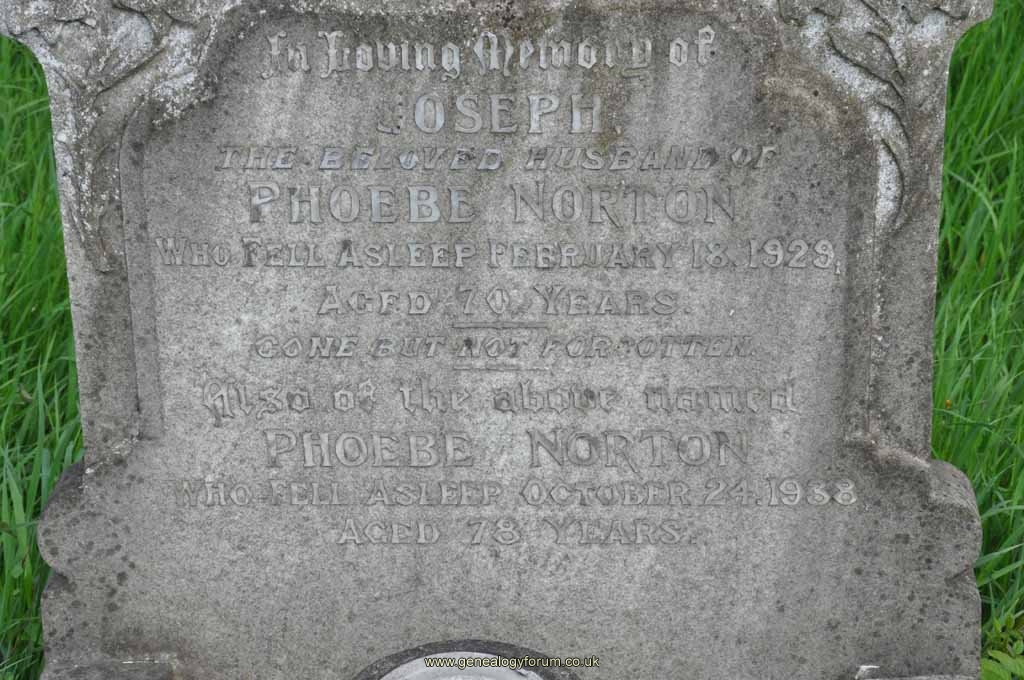 In Loving Memory of
JOSEPH,
THE BELOVED HUSBAND OF
PHOEBE NORTON
WHO FELL ASLEEP FEBRUARY 18, 1929,
AGED 70 YEARS.
GONE BUT NOT FORGOTTEN.
Also of the above named
PHOEBE NORTON
WHO FELL ASLEEP OCTOBER 24, 1938
AGED 78 YEARS.
www.genealogyforum.co.uk